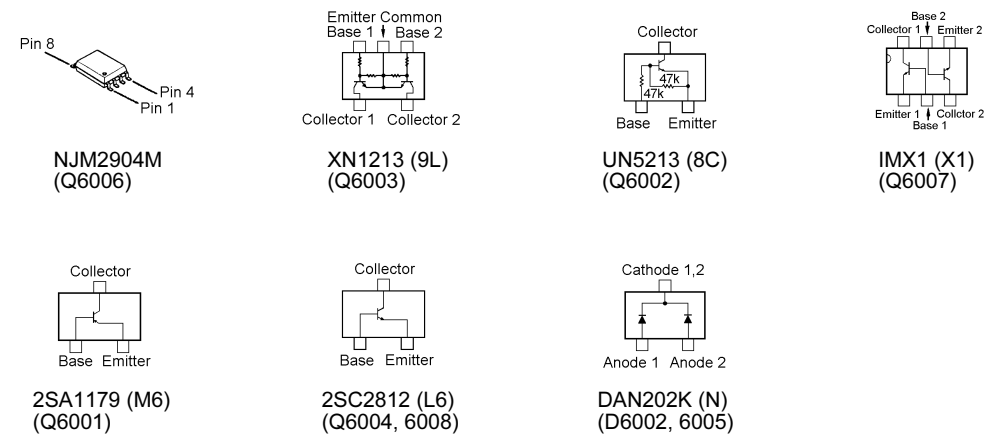 Pin 8
Pin 4
Pin 1
NJM2904M
(Q6006)
Emitter Common
Base 1 Base 2
Collector 1 Collector 2
XN1213 (9L)
(Q6003)
Collector
47k
47k
Base Emitter
UN5213 (8C)
(Q6002)
Base 2
Collector 1 Emitter 2
Emitter 1 Collctor 2
Base 1
IMX1 (X1)
(Q6007)
Collector
Base Emitter
2SA1179 (M6)
(Q6001)
Collector
Base Emitter
2SC2812 (L6)
(Q6004, 6008)
Cathode 1,2
Anode 1 Anode 2
DAN202K (N)
(D6002, 6005)